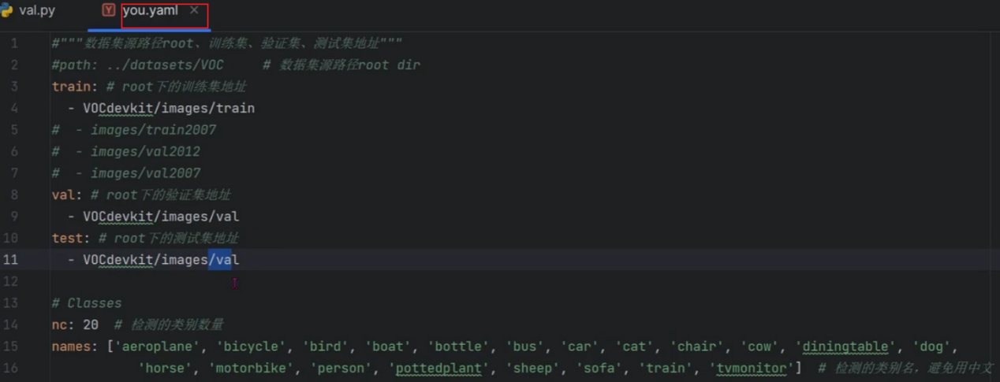 val.py you.yaml
1 #"""数据集源路径root、训练集、验证集、测试集地址"""
2 #path: ../datasets/VOC # 数据集源路径root dir
3 train: # root下的训练集地址
4 - VOCdevkit/images/train
5 # - images/train2007
6 # - images/val2012
7 # - images/val2007
8 val: # root下的验证集地址
9 - VOCdevkit/images/val
10 test: # root下的测试集地址
11 - VOCdevkit/images/val
12
13 # Classes
14 nc: 20 # 检测的类别数量
15 names: ['aeroplane', 'bicycle', 'bird', 'boat', 'bottle', 'bus', 'car', 'cat', 'chair', 'cow', 'diningtable', 'dog',
16 'horse', 'motorbike', 'person', 'pottedplant', 'sheep', 'sofa', 'train', 'tvmonitor'] # 检测的类别名，避免用中文